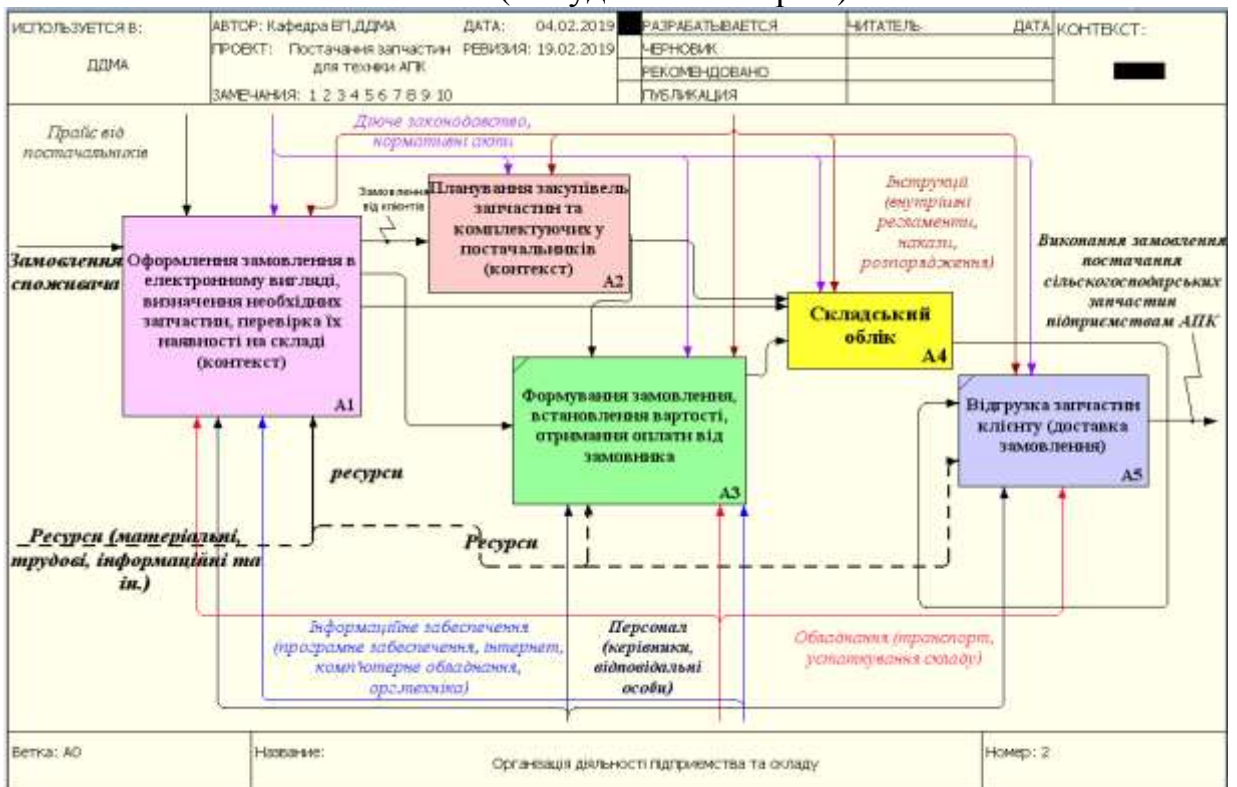 ИСПОЛЬЗУЕТСЯ В:
ДДМА
АВТОР: Кафедра ЕП,ДДМА
ДАТА: 04.02.2019
ПРОЕКТ: Постачання запчастин
для техніки АПК
РЕВИЗИЯ: 19.02.2019
ЗАМЕЧАНИЯ: 1 2 3 4 5 6 7 8 9 10
РАЗРАБАТЫВАЕТСЯ
ЧЕРНОВИК
РЕКОМЕНДОВАНО
ПУБЛИКАЦИЯ
ЧИТАТЕЛЬ
ДАТА
КОНТЕКСТ:
Прайс від
постачальників
Діюче законодавство,
нормативні акти
Замовлення
від клієнтів
Планування закупівель
запчастин та
комплектуючих у
постачальників
(контекст)
A2
Інструкції
(внутрішні
регламенти,
накази,
розпорядження)
Замовлення
споживача
Оформлення замовлення в
електронному вигляді,
визначення необхідних
запчастин, перевірка їх
наявності на складі
(контекст)
A1
Виконання замовлення
постачання
сільскогосподарських
запчастин
підприємствам АПК
Складський
облік
A4
Формування замовлення,
встановлення вартості,
отримання оплати від
замовника
A3
Відгрузка запчастин
клієнту (доставка
замовлення)
A5
ресурси
Ресурси (матеріальні,
трудові, інформаційні та
ін.)
Ресурси
Інформаційне забеспечення
(програмне забеспечення, інтернет,
комп'ютерне обладнання,
орг.техніка)
Персонал
(керівники,
відповідальні
особи)
Обладнання (транспорт,
устаткування складу)
Ветка: A0
Название:
Організація діяльності підприємства та складу
Номер: 2